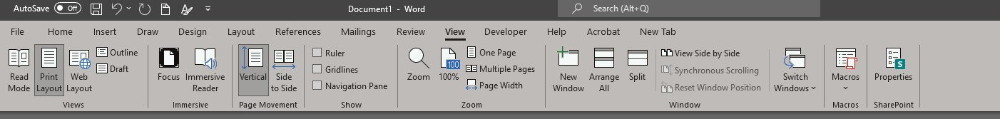 AutoSave Off Document1 - Word Search (Alt+Q)
File Home Insert Draw Design Layout References Mailings Review View Developer Help Acrobat New Tab
Read Mode
Print Layout
Web Layout
Outline
Draft
Views
Focus
Immersive Reader
Immersive
Vertical
Side to Side
Page Movement
Ruler
Gridlines
Navigation Pane
Show
Zoom
100
100%
One Page
Multiple Pages
Page Width
Zoom
New Window
Arrange All
Split
View Side by Side
Synchronous Scrolling
Reset Window Position
Switch Windows
Window
Macros
Macros
S
Properties
SharePoint